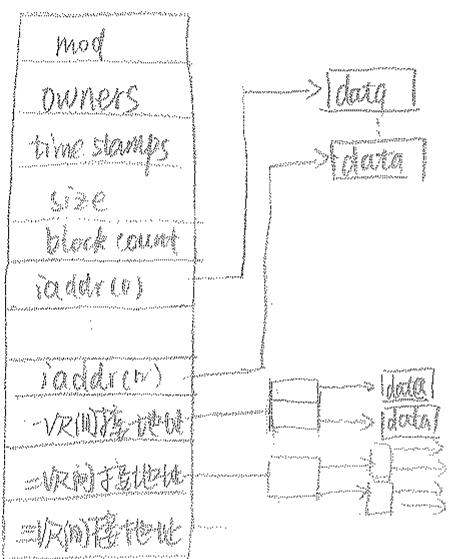 mod
owners
time stamps
size
block count
iaddr(0)
iaddr(n)
一次间接地址
二次间接地址
三次间接地址
data
data
data
data